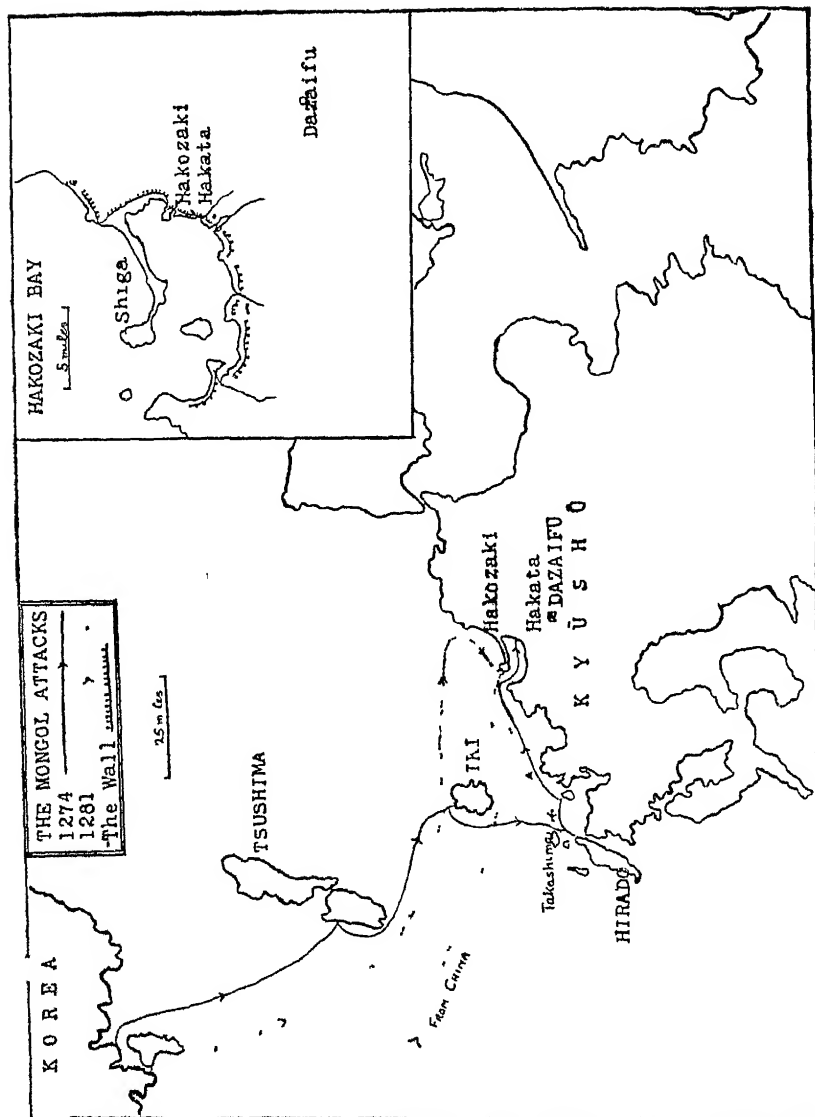 THE MONGOL ATTACKS
1274
1281
The Wall
25 miles
KOREA
TSUSHIMA
IKI
Takashima
HIRADO
FROM CHINA
Hakozaki
Hakata
DAZAIFU
KYŪSHŪ
HAKOZAKI BAY
5 miles
Shiga
Hakozaki
Hakata
Dazaifu